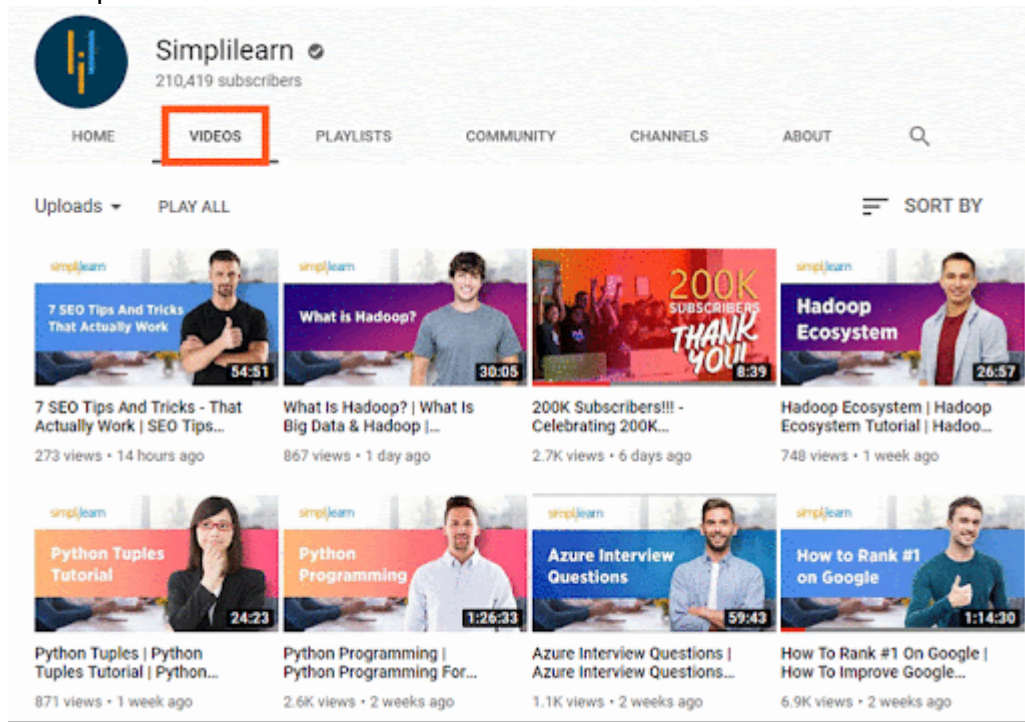 Simplilearn
210,419 subscribers
HOME VIDEOS PLAYLISTS COMMUNITY CHANNELS ABOUT
Uploads PLAY ALL SORT BY
simplilearn
7 SEO Tips And Tricks
That Actually Work
54:51
simplilearn
What is Hadoop?
30:05
200K
SUBSCRIBERS
THANK
YOU!!
8:39
simplilearn
Hadoop
Ecosystem
26:57
7 SEO Tips And Tricks - That
Actually Work | SEO Tips...
273 views • 14 hours ago
What Is Hadoop? | What Is
Big Data & Hadoop |...
867 views • 1 day ago
200K Subscribers!!! -
Celebrating 200K...
2.7K views • 6 days ago
Hadoop Ecosystem | Hadoop
Ecosystem Tutorial | Hadoo...
748 views • 1 week ago
simplilearn
Python Tuples
Tutorial
24:23
simplilearn
Python
Programming
1:26:33
simplilearn
Azure Interview
Questions
59:43
simplilearn
How to Rank #1
on Google
1:14:30
Python Tuples | Python
Tuples Tutorial | Python...
871 views • 1 week ago
Python Programming |
Python Programming For...
2.6K views • 2 weeks ago
Azure Interview Questions |
Azure Interview Questions...
1.1K views • 2 weeks ago
How To Rank #1 On Google |
How To Improve Google...
6.9K views • 2 weeks ago